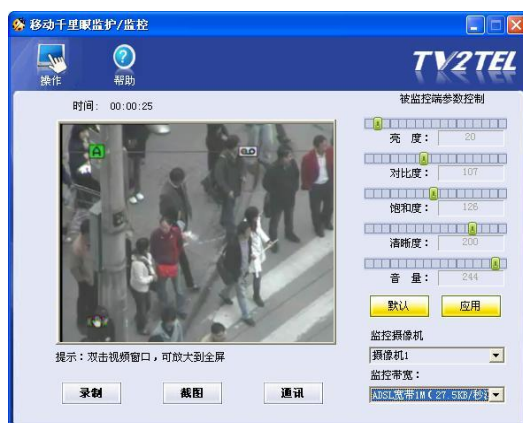 移动千里眼监护/监控
操作
帮助
TV2TEL
时间: 00:00:25
被监控端参数控制
A
亮 度: 20
对比度: 107
饱和度: 126
清晰度: 200
音 量: 244
默认 应用
监控摄像机
摄像机1
提示:双击视频窗口,可放大到全屏
监控带宽:
录制 截图 通讯
ADSL宽带1M( 27.5KB/秒